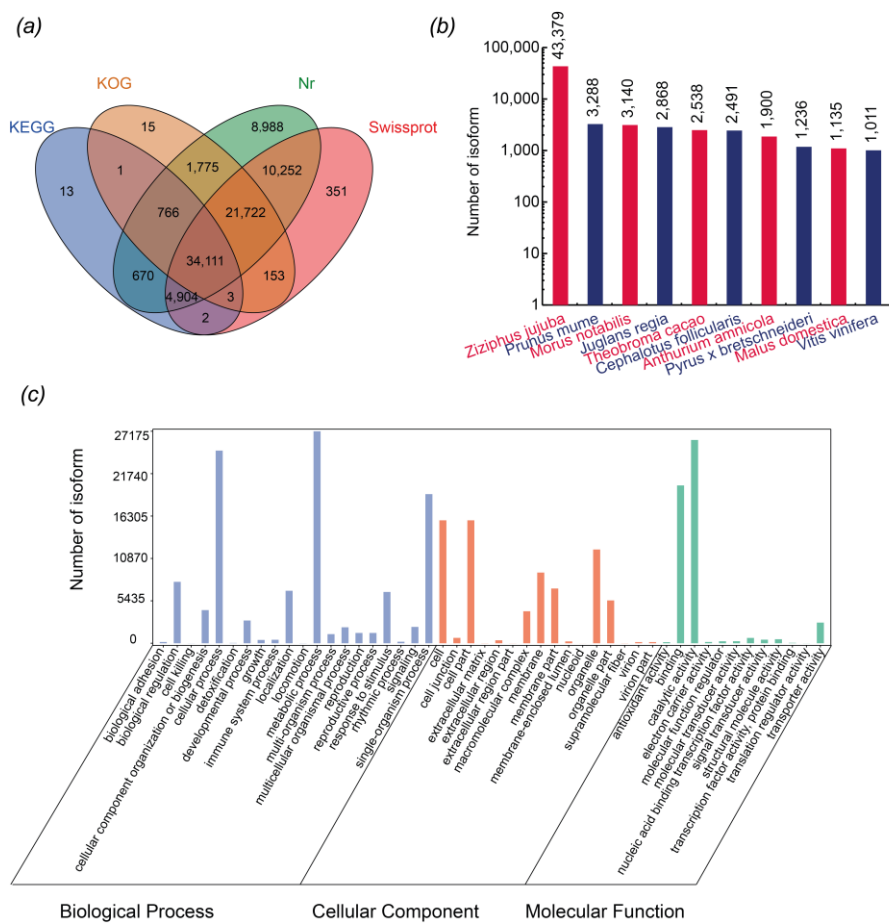 (a)
KOG
Nr
KEGG
Swissprot
15
8,988
13
1
1,775
10,252
351
766
21,722
34,111
670
153
4,904
3
2
(b)
Number of isoform
100,000
10,000
1,000
100
10
1
43,379
3,288
3,140
2,868
2,538
2,491
1,900
1,236
1,135
1,011
Ziziphus jujuba
Prunus mume
Morus notabilis
Juglans regia
Theobroma cacao
Cephalotus follicularis
Anthurium amnicola
Pyrus x bretschneideri
Malus domestica
Vitis vinifera
(c)
Number of isoform
27175
21740
16305
10870
5435
0
biological adhesion
biological regulation
cell killing
cellular component organization or biogenesis
cellular process
detoxification
developmental process
growth
immune system process
localization
locomotion
metabolic process
multi-organism process
multicellular organismal process
reproduction
reproductive process
response to stimulus
rhythmic process
signaling
single-organism process
cell
cell junction
cell part
extracellular matrix
extracellular region
extracellular region part
macromolecular complex
membrane
membrane part
membrane-enclosed lumen
nucleoid
organelle
organelle part
supramolecular fiber
virion
virion part
antioxidant activity
binding
catalytic activity
electron carrier activity
molecular function regulator
molecular transducer activity
nucleic acid binding transcription factor activity
signal transducer activity
structural molecule activity
transcription factor activity, protein binding
translation regulator activity
transporter activity
Biological Process
Cellular Component
Molecular Function